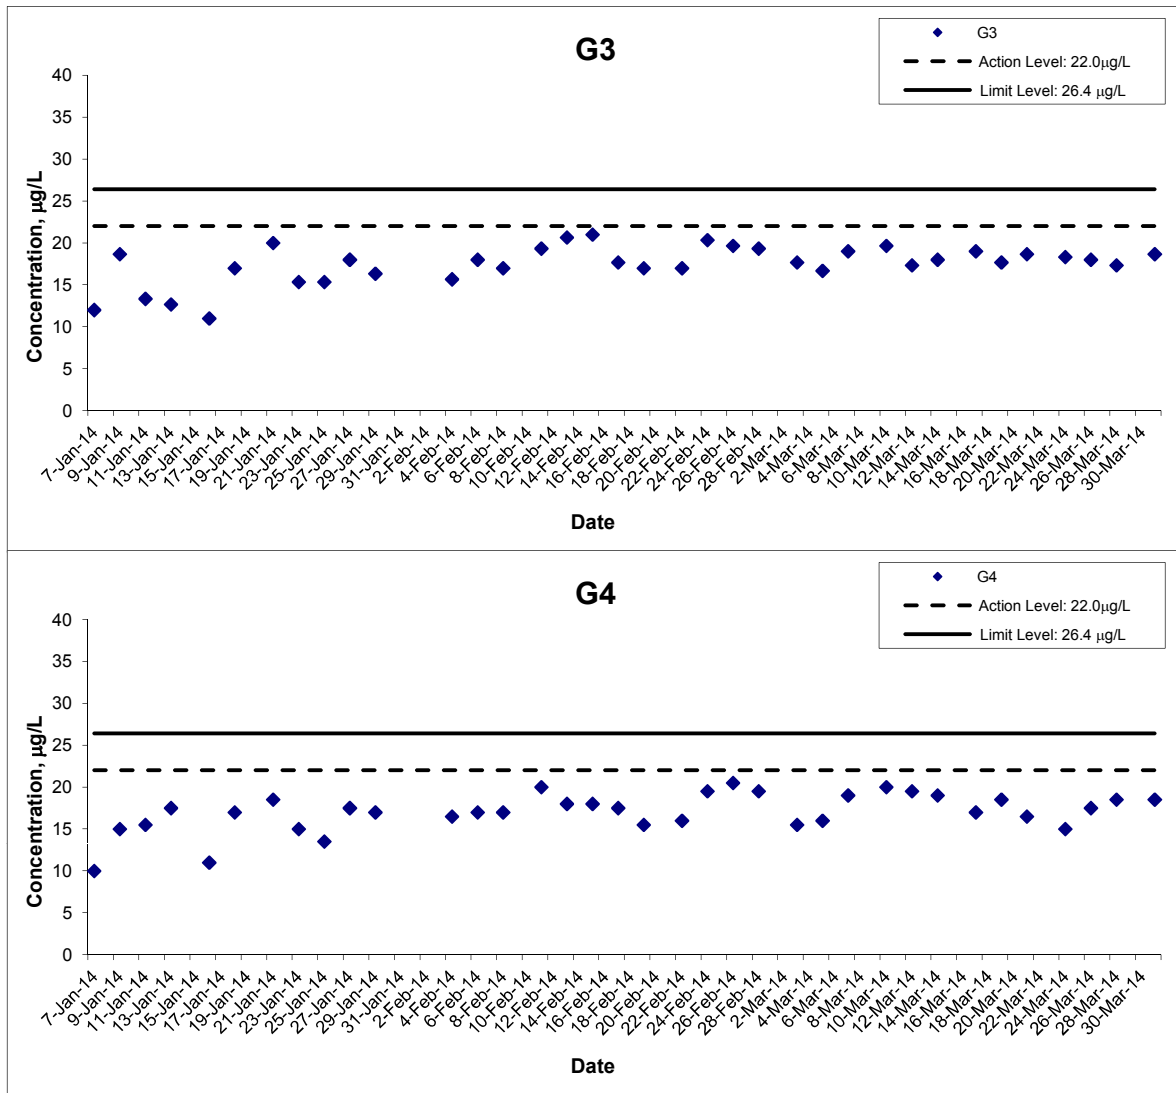 G3
G3
Action Level: 22.0µg/L
Limit Level: 26.4 µg/L
Concentration, µg/L
40
35
30
25
20
15
10
5
0
7-Jan-14
9-Jan-14
11-Jan-14
13-Jan-14
15-Jan-14
17-Jan-14
19-Jan-14
21-Jan-14
23-Jan-14
25-Jan-14
27-Jan-14
29-Jan-14
31-Jan-14
2-Feb-14
4-Feb-14
6-Feb-14
8-Feb-14
10-Feb-14
12-Feb-14
14-Feb-14
16-Feb-14
18-Feb-14
20-Feb-14
22-Feb-14
24-Feb-14
26-Feb-14
28-Feb-14
2-Mar-14
4-Mar-14
6-Mar-14
8-Mar-14
10-Mar-14
12-Mar-14
14-Mar-14
16-Mar-14
18-Mar-14
20-Mar-14
22-Mar-14
24-Mar-14
26-Mar-14
28-Mar-14
30-Mar-14
Date
G4
G4
Action Level: 22.0µg/L
Limit Level: 26.4 µg/L
Concentration, µg/L
40
35
30
25
20
15
10
5
0
7-Jan-14
9-Jan-14
11-Jan-14
13-Jan-14
15-Jan-14
17-Jan-14
19-Jan-14
21-Jan-14
23-Jan-14
25-Jan-14
27-Jan-14
29-Jan-14
31-Jan-14
2-Feb-14
4-Feb-14
6-Feb-14
8-Feb-14
10-Feb-14
12-Feb-14
14-Feb-14
16-Feb-14
18-Feb-14
20-Feb-14
22-Feb-14
24-Feb-14
26-Feb-14
28-Feb-14
2-Mar-14
4-Mar-14
6-Mar-14
8-Mar-14
10-Mar-14
12-Mar-14
14-Mar-14
16-Mar-14
18-Mar-14
20-Mar-14
22-Mar-14
24-Mar-14
26-Mar-14
28-Mar-14
30-Mar-14
Date